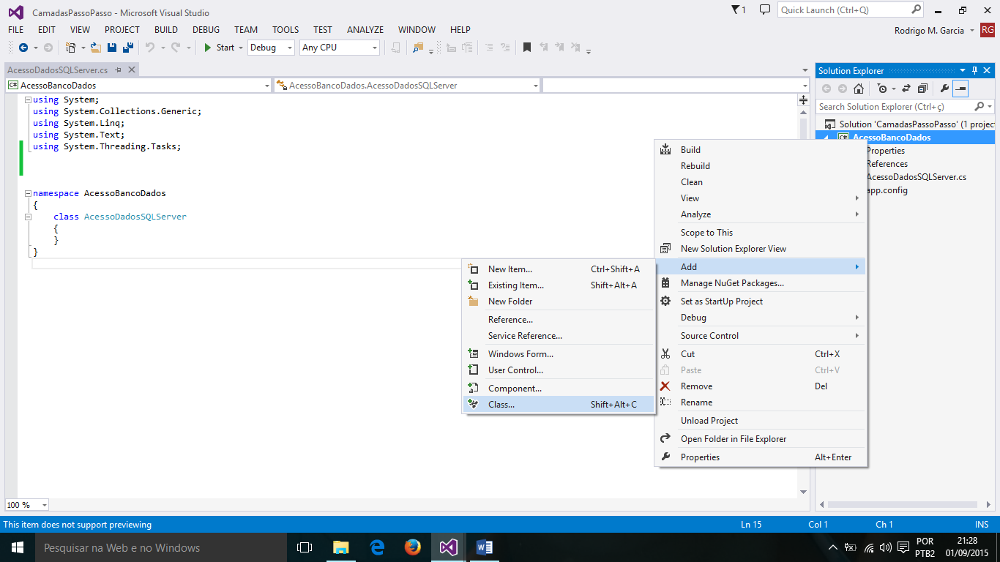 CamadasPassoPasso - Microsoft Visual Studio
1
Quick Launch (Ctrl+Q)
FILE EDIT VIEW PROJECT BUILD DEBUG TEAM TOOLS TEST ANALYZE WINDOW HELP
Rodrigo M. Garcia
RG
Start
Debug
Any CPU
AcessoDadosSQLServer.cs
C# AcessoBancoDados
AcessoBancoDados.AcessoDadosSQLServer
using System;
using System.Collections.Generic;
using System.Linq;
using System.Text;
using System.Threading.Tasks;
namespace AcessoBancoDados
{
class AcessoDadosSQLServer
{
}
}
100 %
Solution Explorer
Search Solution Explorer (Ctrl+ç)
Solution 'CamadasPassoPasso' (1 project
C# AcessoBancoDados
Properties
References
AcessoDadosSQLServer.cs
app.config
Build
Rebuild
Clean
View
Analyze
Scope to This
New Solution Explorer View
Add
Manage NuGet Packages...
Set as StartUp Project
Debug
Source Control
Cut Ctrl+X
Paste Ctrl+V
Remove Del
Rename
Unload Project
Open Folder in File Explorer
Properties Alt+Enter
New Item... Ctrl+Shift+A
Existing Item... Shift+Alt+A
New Folder
Reference...
Service Reference...
Windows Form...
User Control...
Component...
Class... Shift+Alt+C
This item does not support previewing
Ln 15 Col 1 Ch 1 INS
Pesquisar na Web e no Windows
POR
PTB2
21:28
01/09/2015